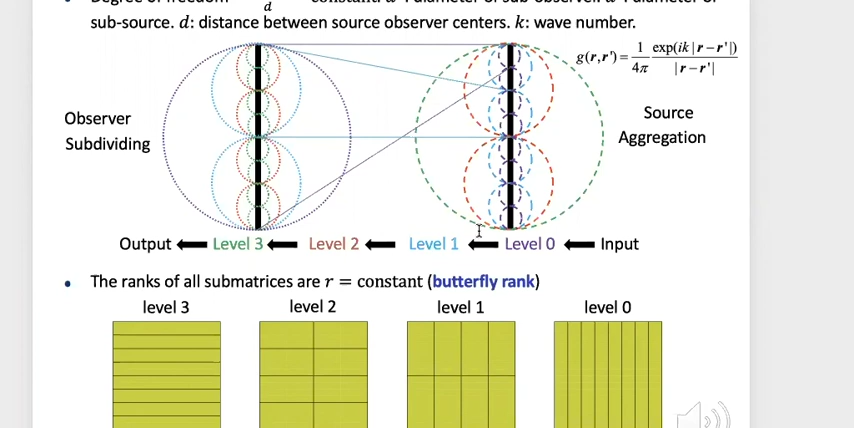 sub-source. d: distance between source observer centers. k: wave number.
g(r,r')= 1/4π exp(ik|r−r'|)/|r−r'|
Observer
Subdividing
Source
Aggregation
Output Level 3 Level 2 Level 1 Level 0 Input
• The ranks of all submatrices are r = constant (butterfly rank)
level 3 level 2 level 1 level 0